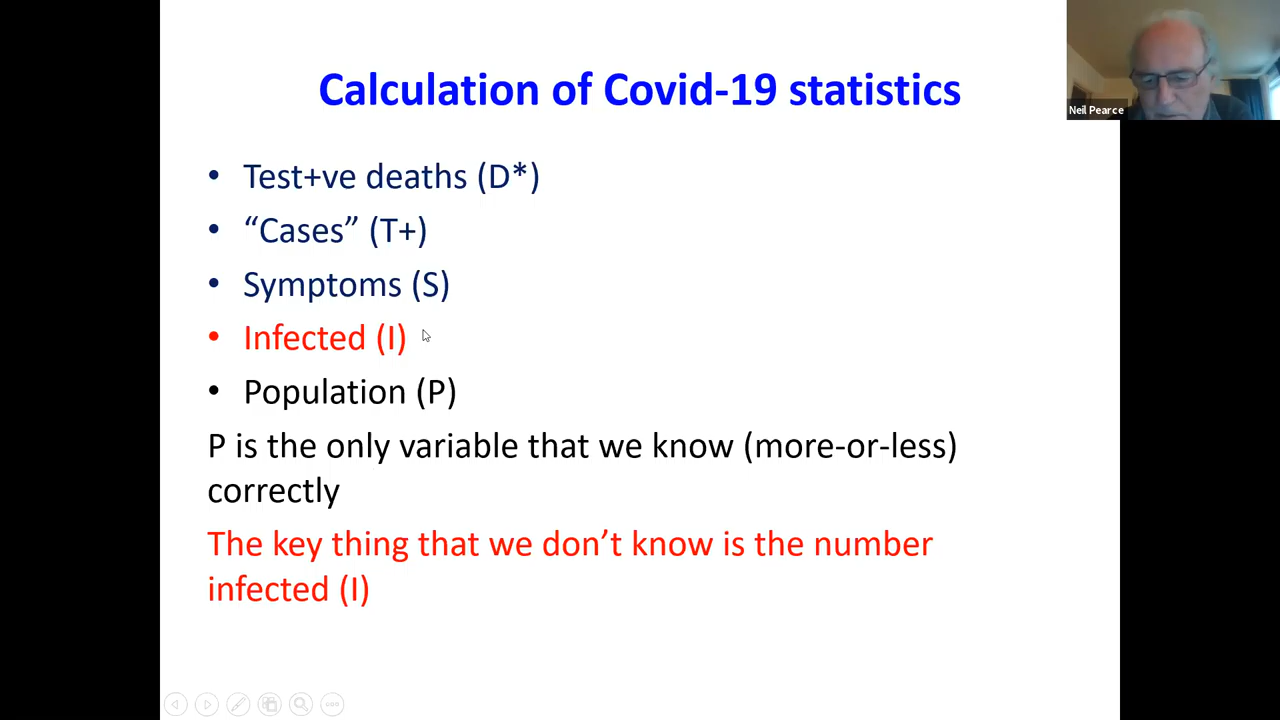 Calculation of Covid-19 statistics
Neil Pearce
• Test+ve deaths (D*)
• “Cases” (T+)
• Symptoms (S)
• Infected (I)
• Population (P)
P is the only variable that we know (more-or-less)
correctly
The key thing that we don’t know is the number
infected (I)